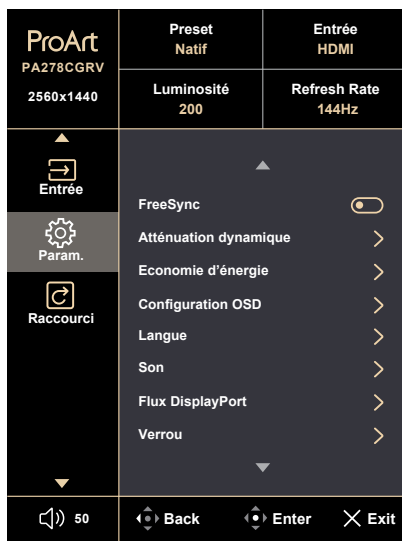 ProArt
PA278CGRV
2560x1440
Preset
Natif
Entrée
HDMI
Luminosité
200
Refresh Rate
144Hz
Entrée
Param.
Raccourci
FreeSync
Atténuation dynamique
Economie d'énergie
Configuration OSD
Langue
Son
Flux DisplayPort
Verrou
50
Back
Enter
Exit